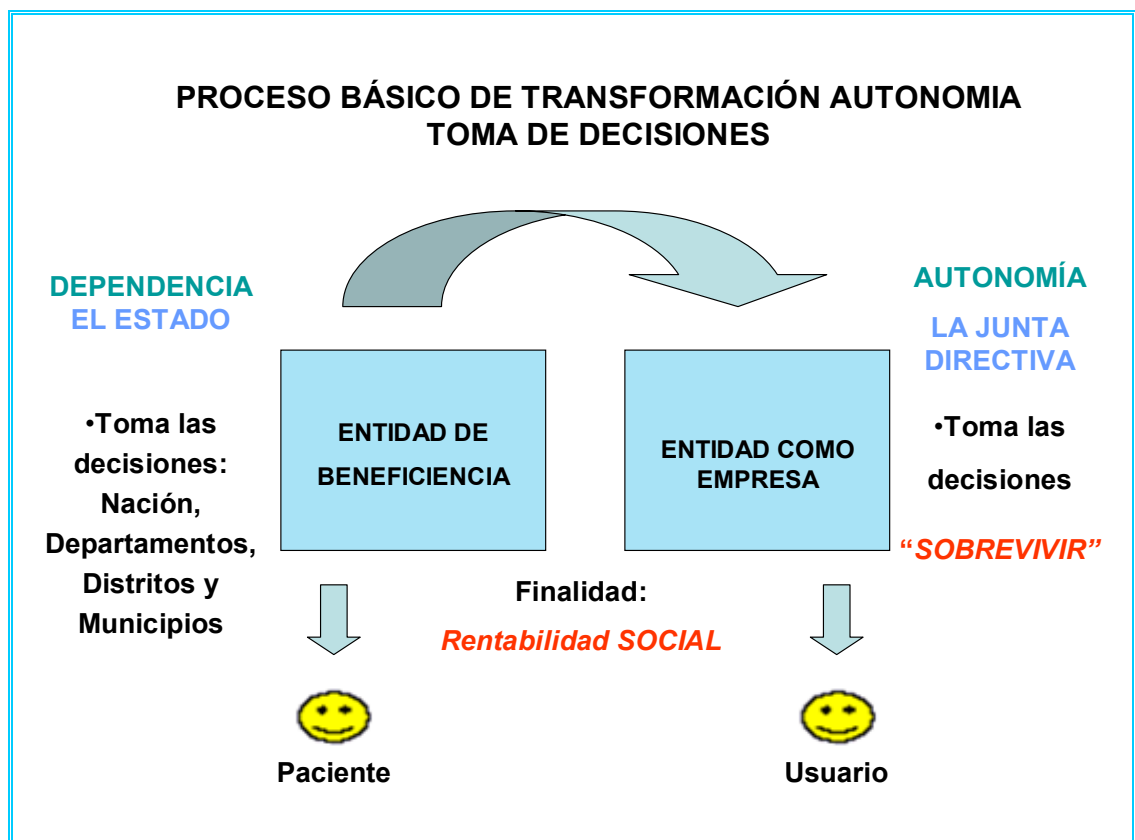 PROCESO BÁSICO DE TRANSFORMACIÓN AUTONOMIA
TOMA DE DECISIONES
DEPENDENCIA
EL ESTADO
•Toma las
decisiones:
Nación,
Departamentos,
Distritos y
Municipios
ENTIDAD DE
BENEFICIENCIA
ENTIDAD COMO
EMPRESA
AUTONOMÍA
LA JUNTA
DIRECTIVA
•Toma las
decisiones
“SOBREVIVIR”
Finalidad:
Rentabilidad SOCIAL
Paciente
Usuario